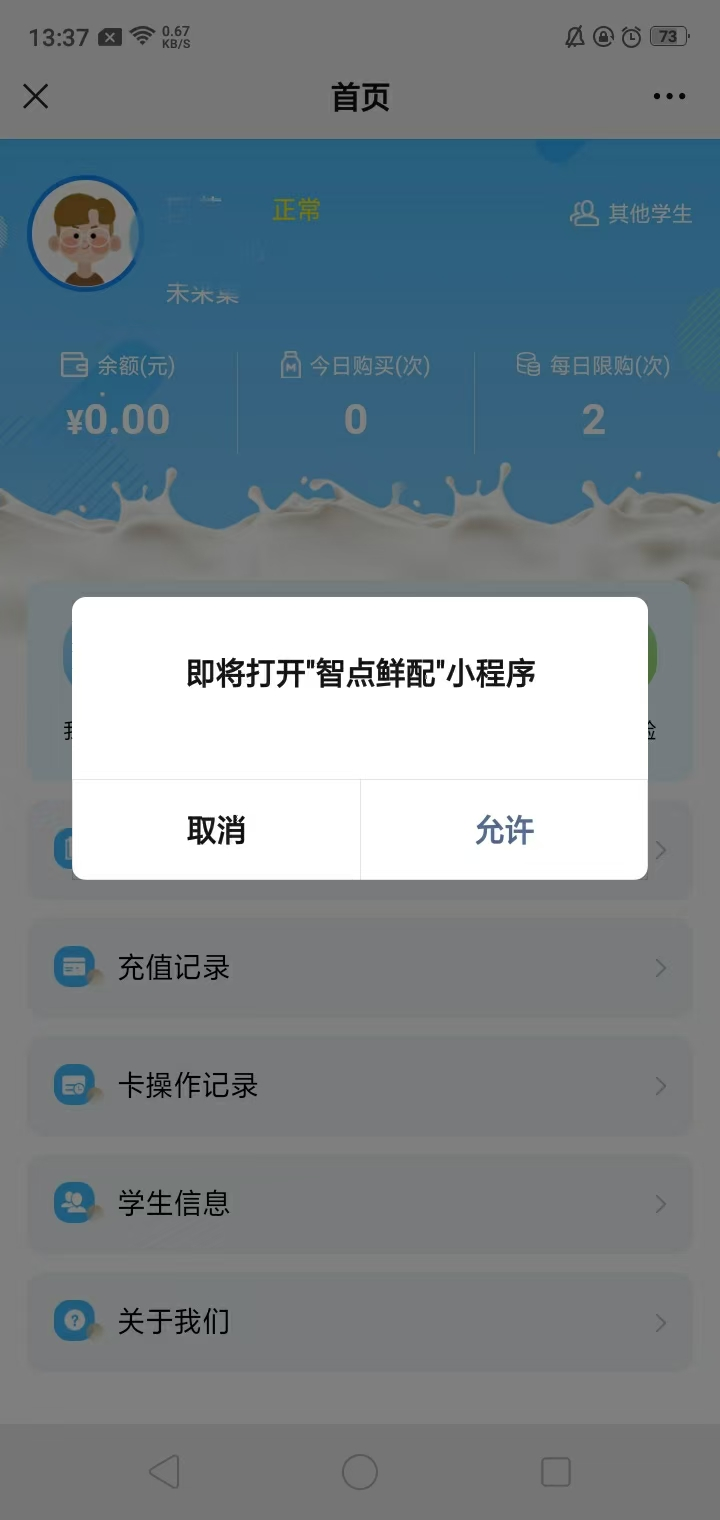 13:37 0.67 KB/S 73
首页
正常
其他学生
未来集
余额(元) 今日购买(次) 每日限购(次)
¥0.00 0 2
即将打开"智点鲜配"小程序
取消 允许
充值记录
卡操作记录
学生信息
关于我们